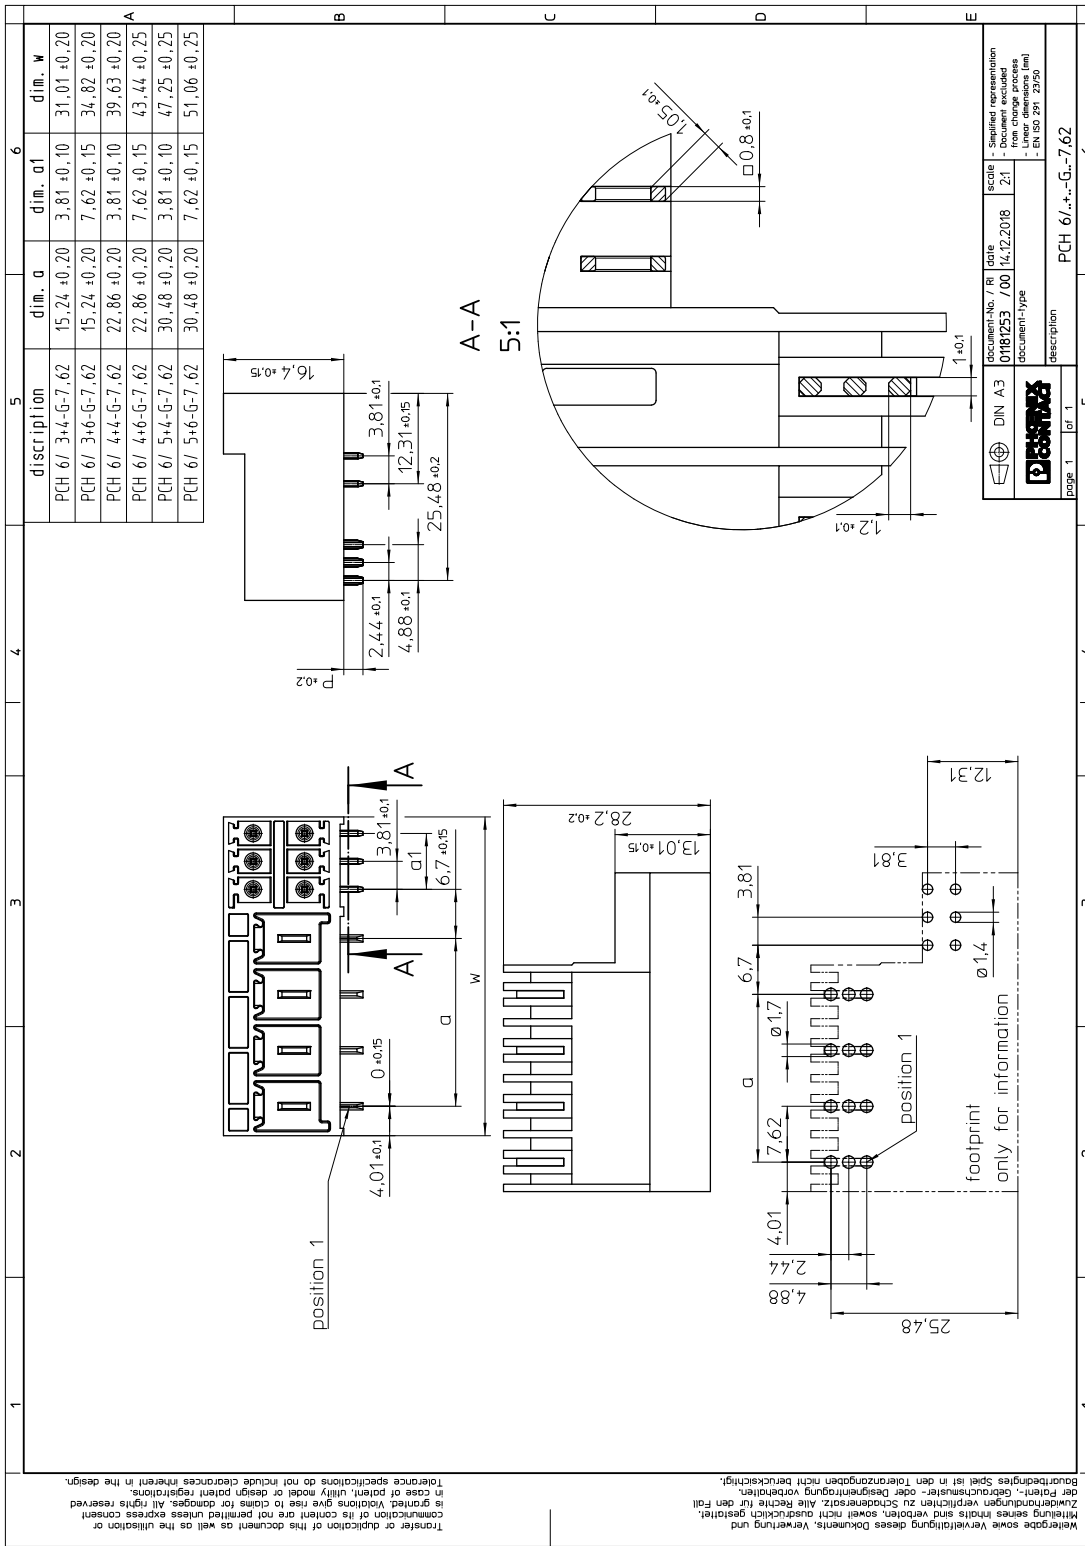 discription dim. a dim. a1 dim. w
PCH 6/ 3+4-G-7,62 15,24 ±0,20 3,81 ±0,10 31,01 ±0,20
PCH 6/ 3+6-G-7,62 15,24 ±0,20 7,62 ±0,15 34,82 ±0,20
PCH 6/ 4+4-G-7,62 22,86 ±0,20 3,81 ±0,10 39,63 ±0,20
PCH 6/ 4+6-G-7,62 22,86 ±0,20 7,62 ±0,15 43,44 ±0,25
PCH 6/ 5+4-G-7,62 30,48 ±0,20 3,81 ±0,10 47,25 ±0,25
PCH 6/ 5+6-G-7,62 30,48 ±0,20 7,62 ±0,15 51,06 ±0,25
1 2 3 4 5 6
A B C D E
position 1
4,01 ±0,1
0 ±0,15
a
w
6,7 ±0,15
a1
3,81 ±0,1
A
A
P ±0,2
2,44 ±0,1
4,88 ±0,1
25,48 ±0,2
12,31 ±0,15
3,81 ±0,1
16,4 ±0,15
28,2 ±0,2
13,01 ±0,15
A-A
5:1
1,05 ±0,1
□ 0,8 ±0,1
1 ±0,1
1,2 ±0,1
4,01
7,62
a
ø1,7
6,7
3,81
3,81
12,31
ø1,4
2,44
4,88
25,48
position 1
footprint
only for information
DIN A3
PHOENIX
CONTACT
page 1 of 1
document-No. / RI
01181253 / 00
date
14.12.2018
scale
2:1
- Simplified representation
- Document excluded
from change process
- Linear dimensions [mm]
- EN ISO 291 23/50
document-type
description
PCH 6/..+..-G..-7,62
Transfer or duplication of this document as well as the utilisation or
communication of its content are not permitted unless express consent
is granted. Violations give rise to claims for damages. All rights reserved
in case of patent, utility model or design patent registrations.
Tolerance specifications do not include clearances inherent in the design.
Weitergabe sowie Vervielfältigung dieses Dokuments, Verwertung und
Mitteilung seines Inhalts sind verboten, soweit nicht ausdrücklich gestattet.
Zuwiderhandlungen verpflichten zu Schadenersatz. Alle Rechte für den Fall
der Patent-, Gebrauchsmuster- oder Designeintragung vorbehalten.
Bauartbedingtes Spiel ist in den Toleranzangaben nicht berücksichtigt.